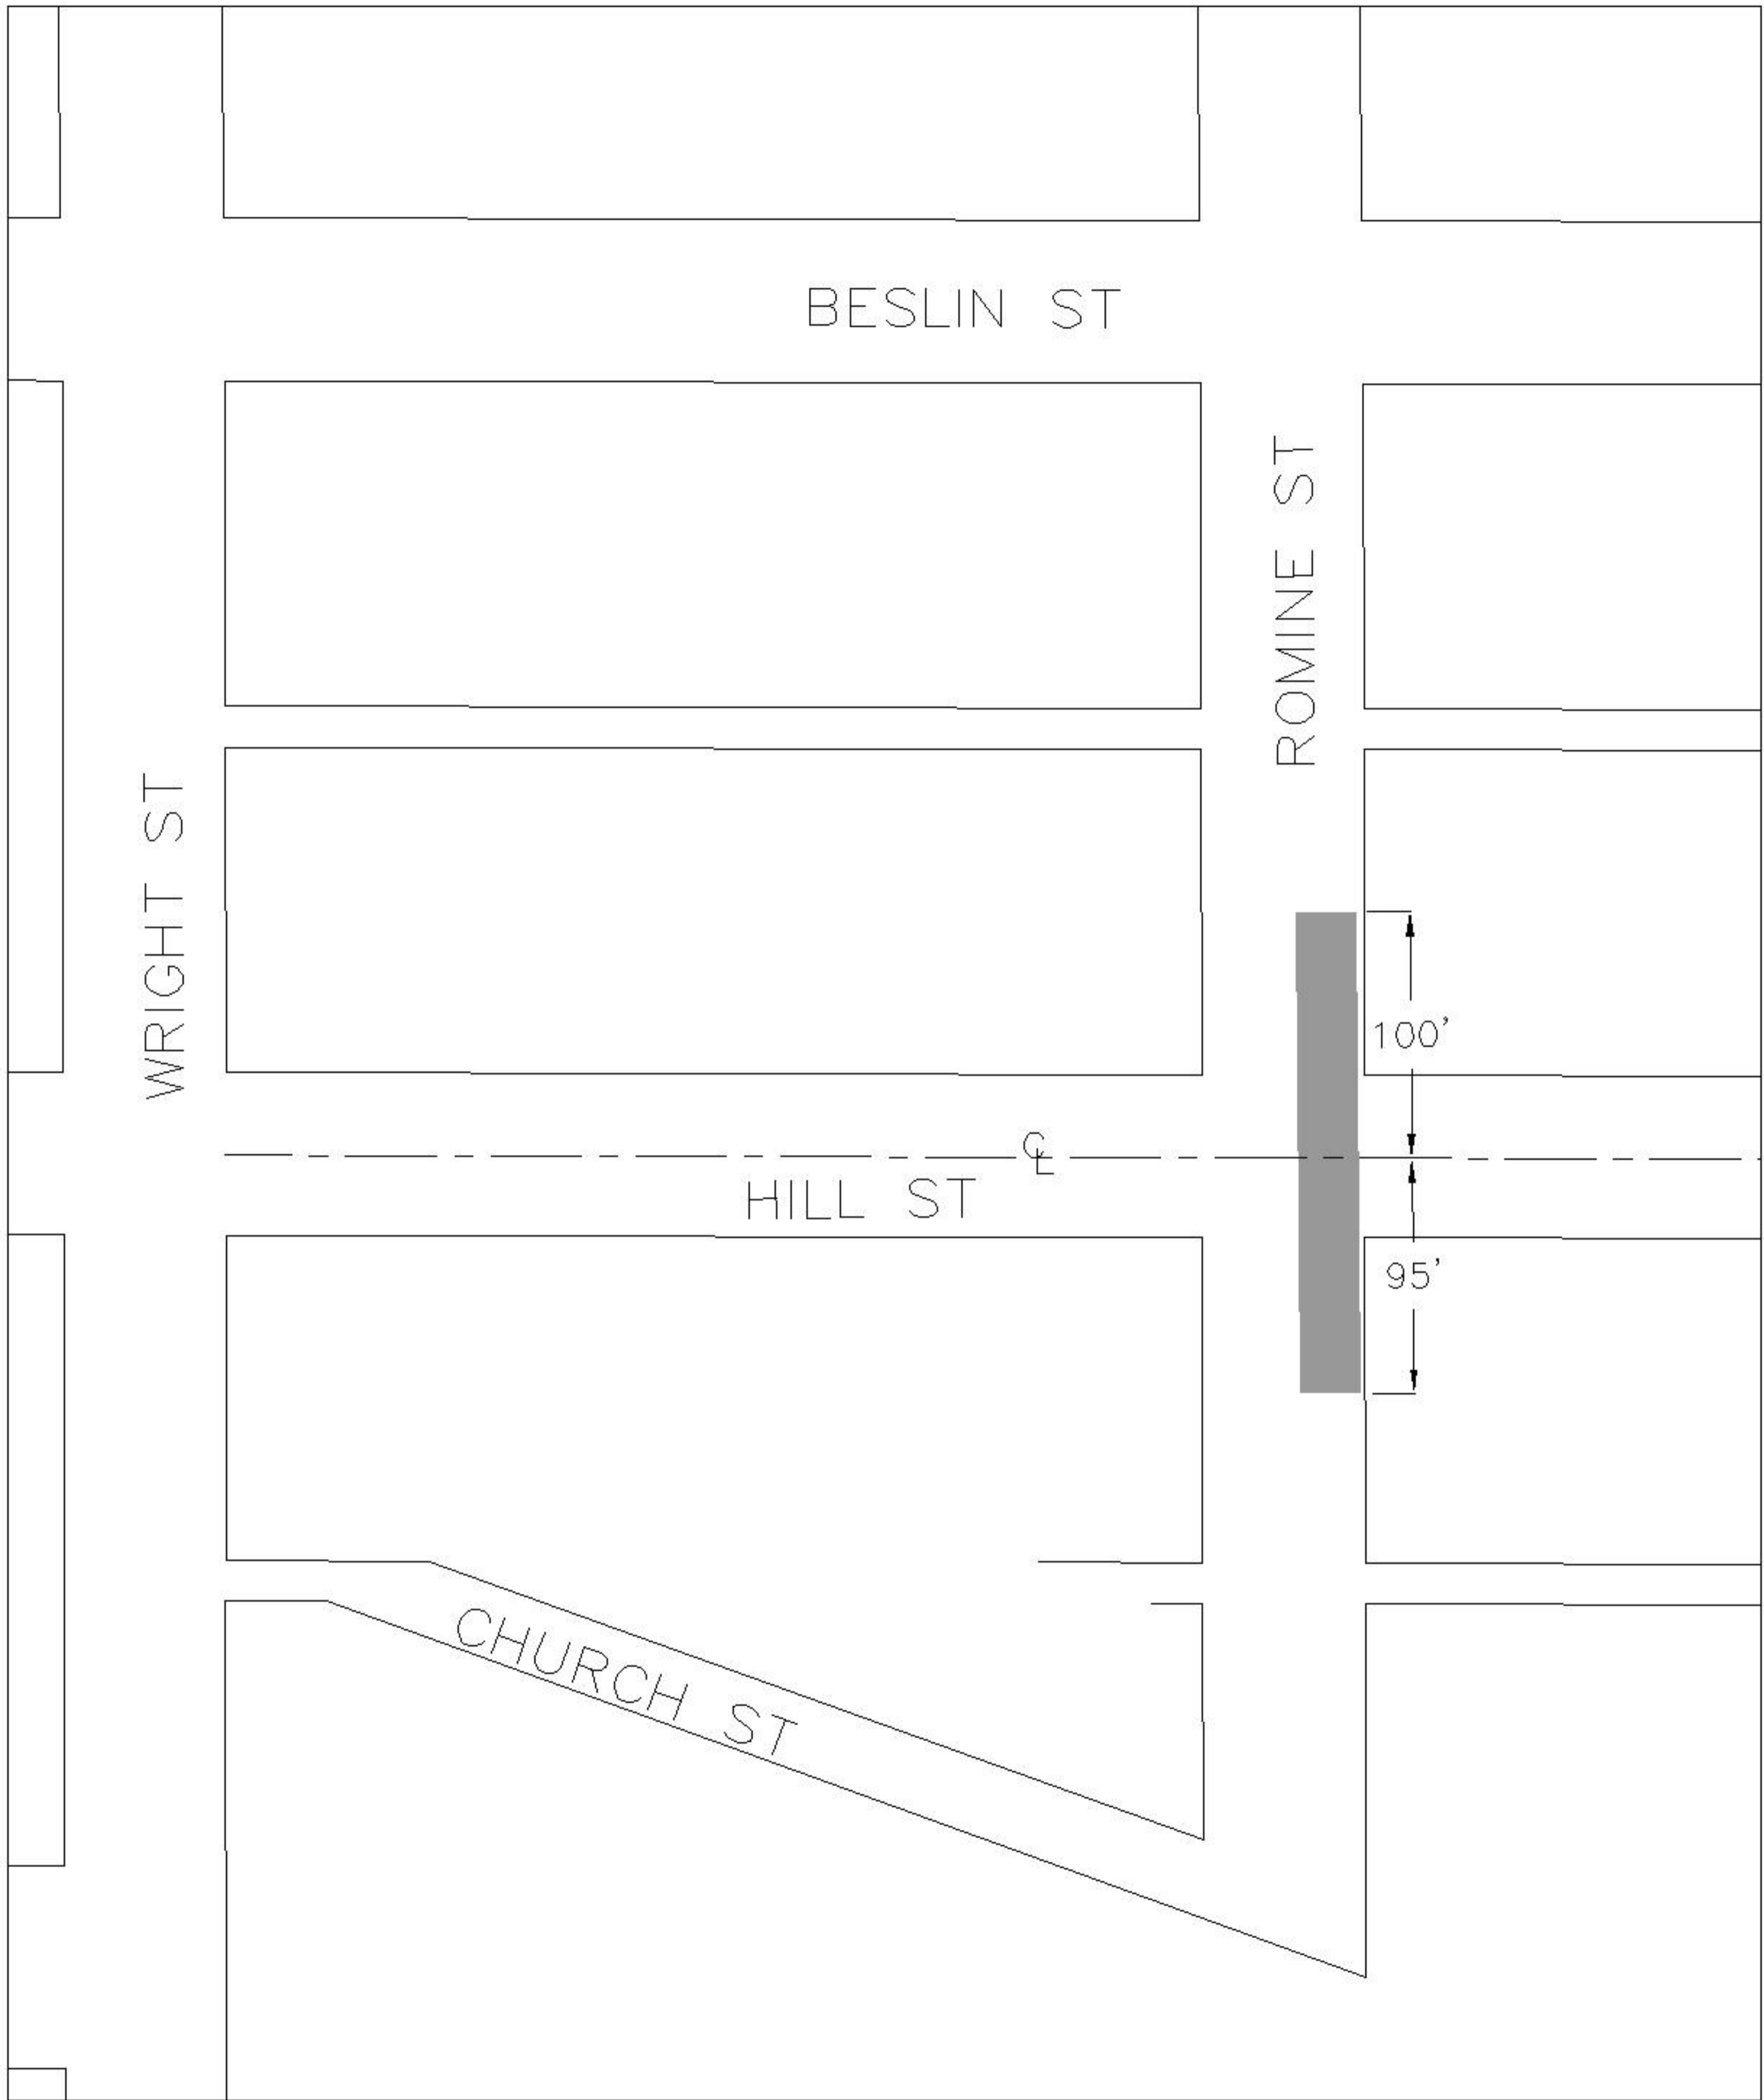 BESLIN ST
ROMINE ST
WRIGHT ST
100'
℄
HILL ST
95'
CHURCH ST